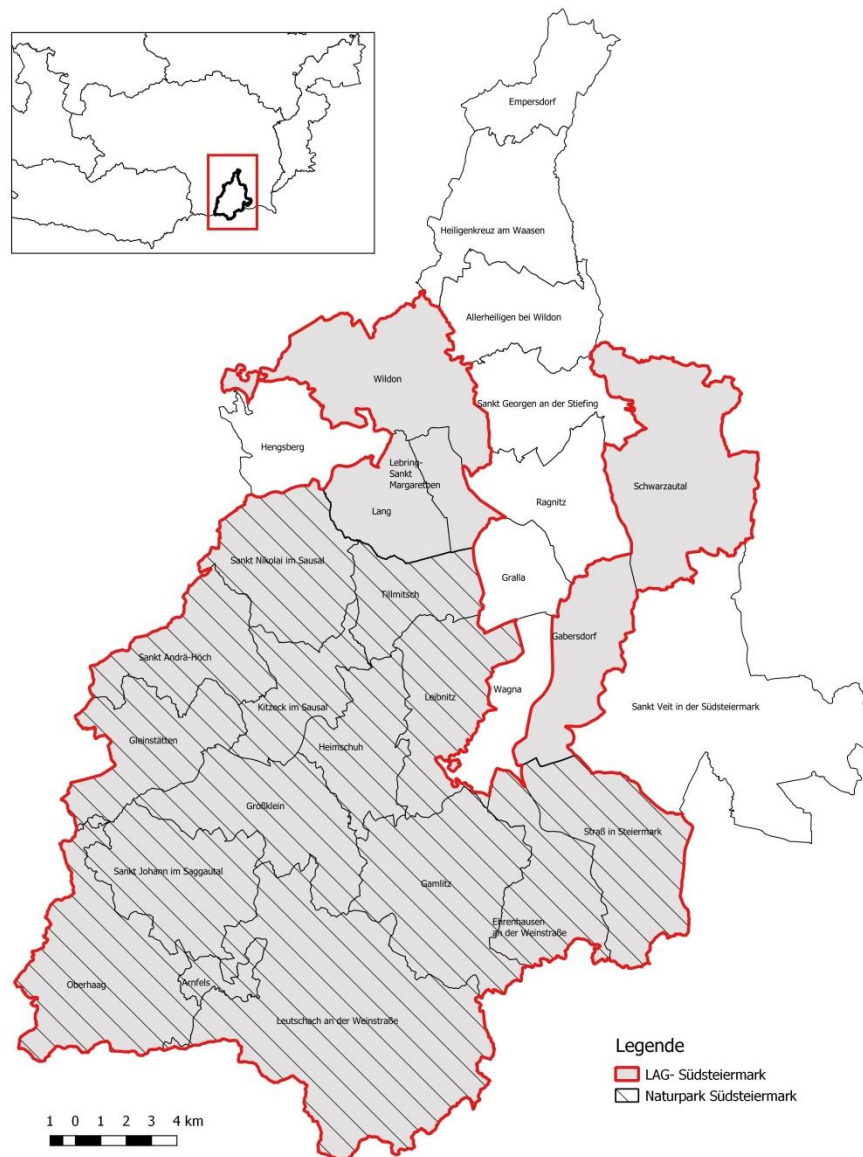 Empersdorf
Heiligenkreuz am Waasen
Allerheiligen bei Wildon
Wildon
Sankt Georgen an der Stiefing
Hengsberg
Lebring-
Sankt
Margarethen
Schwarzautal
Ragnitz
Lang
Sankt Nikolai im Sausal
Gralla
Tillmitsch
Gabersdorf
Sankt Andrä-Höch
Kitzeck im Sausal
Leibnitz
Wagna
Sankt Veit in der Südsteiermark
Gleinstätten
Heimschuh
Großklein
Straß in Steiermark
Sankt Johann im Saggautal
Gamlitz
Ehrenhausen
an der Weinstraße
Oberhaag
Arnfels
Leutschach an der Weinstraße
Legende
LAG- Südsteiermark
Naturpark Südsteiermark
1 0 1 2 3 4 km